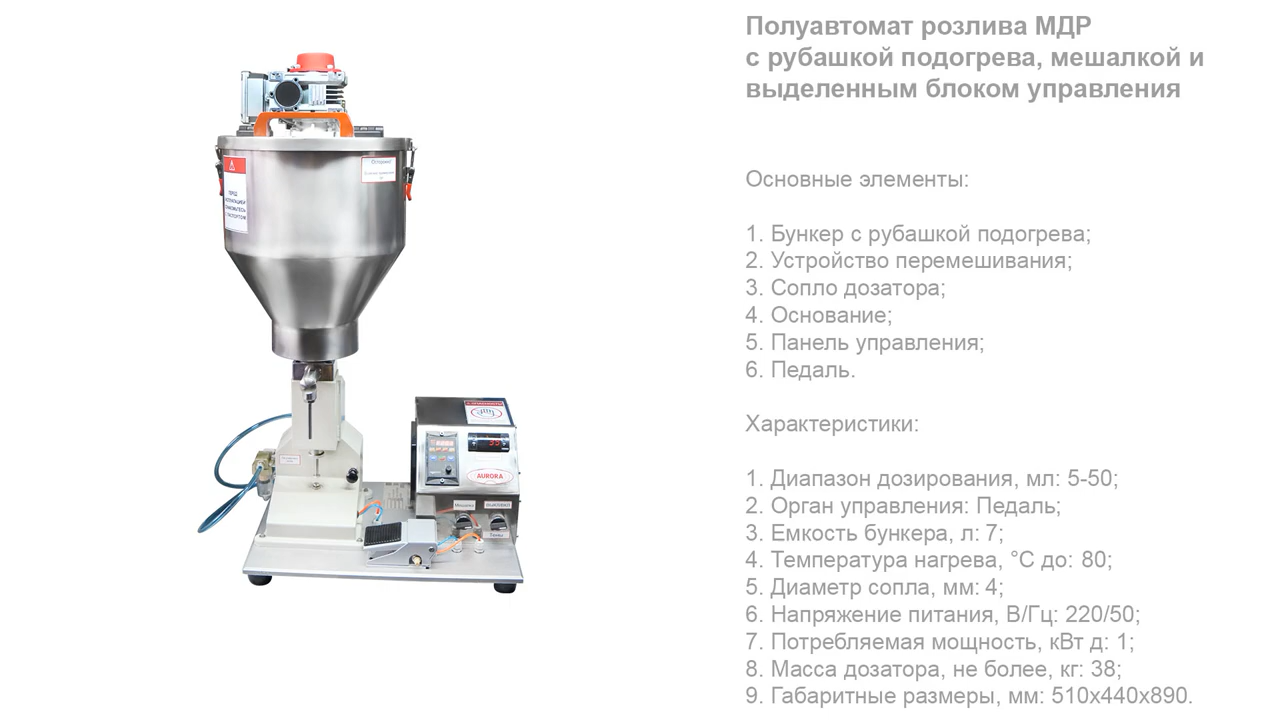 Полуавтомат розлива МДР
с рубашкой подогрева, мешалкой и
выделенным блоком управления
Основные элементы:
1. Бункер с рубашкой подогрева;
2. Устройство перемешивания;
3. Сопло дозатора;
4. Основание;
5. Панель управления;
6. Педаль.
Характеристики:
1. Диапазон дозирования, мл: 5-50;
2. Орган управления: Педаль;
3. Емкость бункера, л: 7;
4. Температура нагрева, °С до: 80;
5. Диаметр сопла, мм: 4;
6. Напряжение питания, В/Гц: 220/50;
7. Потребляемая мощность, кВт д: 1;
8. Масса дозатора, не более, кг: 38;
9. Габаритные размеры, мм: 510х440х890.
ПЕРЕД
AURORA